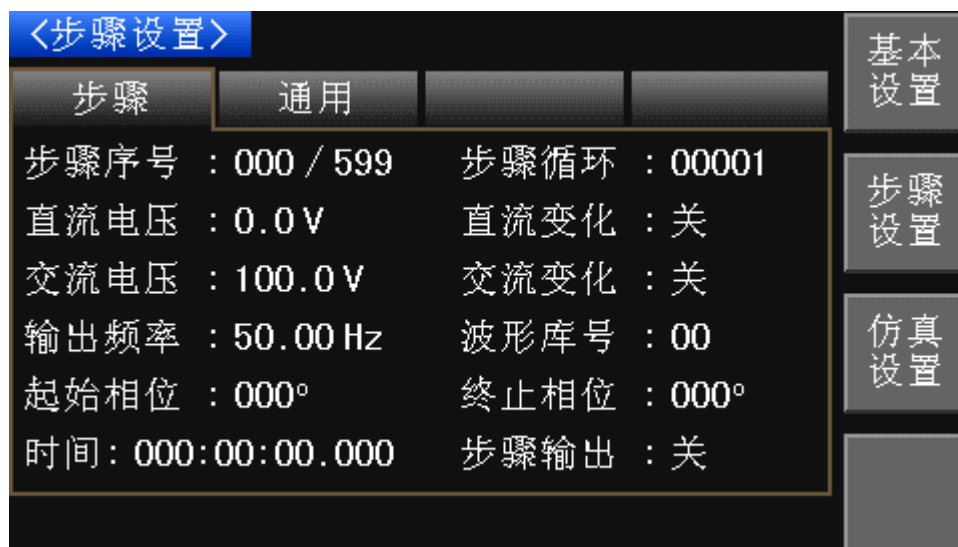 <步骤设置>
步骤 通用
步骤序号 : 000 / 599 步骤循环 : 00001
直流电压 : 0.0 V 直流变化 : 关
交流电压 : 100.0 V 交流变化 : 关
输出频率 : 50.00 Hz 波形库号 : 00
起始相位 : 000° 终止相位 : 000°
时间 : 000:00:00.000 步骤输出 : 关
基本
设置
步骤
设置
仿真
设置